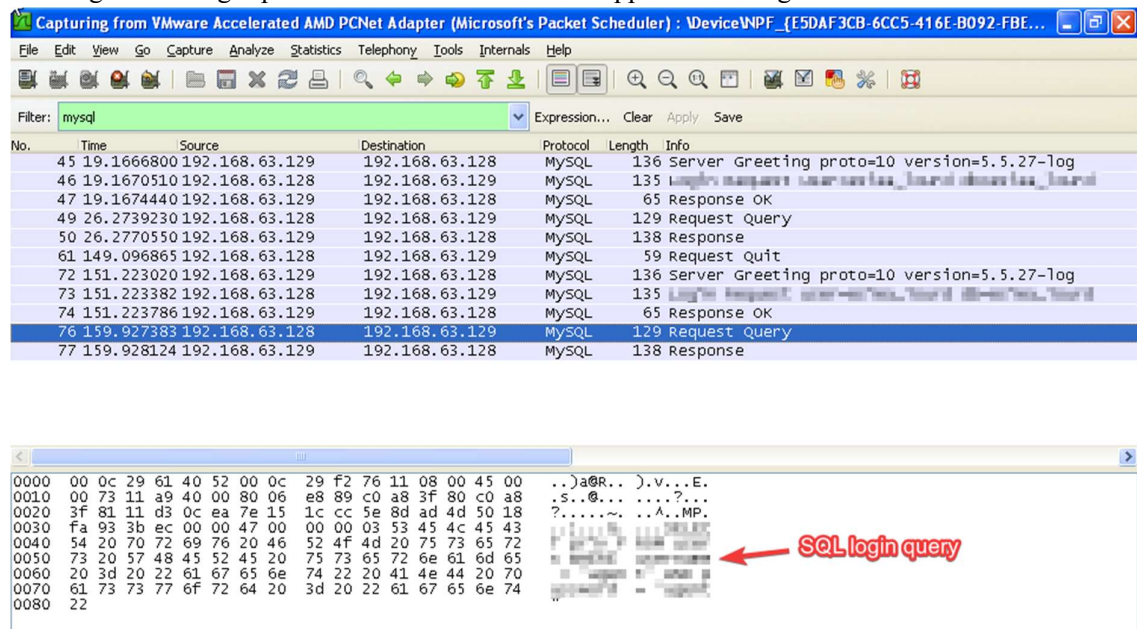 Capturing from VMware Accelerated AMD PCNet Adapter (Microsoft's Packet Scheduler) : \Device\NPF_{E5DAF3CB-6CC5-416E-B092-FBE...
File Edit View Go Capture Analyze Statistics Telephony Tools Internals Help
Filter: mysql Expression... Clear Apply Save
No. Time Source Destination Protocol Length Info
45 19.1666800 192.168.63.129 192.168.63.128 MySQL 136 Server Greeting proto=10 version=5.5.27-log
46 19.1670510 192.168.63.128 192.168.63.129 MySQL 135
47 19.1674440 192.168.63.129 192.168.63.128 MySQL 65 Response OK
49 26.2739230 192.168.63.128 192.168.63.129 MySQL 129 Request Query
50 26.2770550 192.168.63.129 192.168.63.128 MySQL 138 Response
61 149.096865 192.168.63.128 192.168.63.129 MySQL 59 Request Quit
72 151.223020 192.168.63.129 192.168.63.128 MySQL 136 Server Greeting proto=10 version=5.5.27-log
73 151.223382 192.168.63.128 192.168.63.129 MySQL 135
74 151.223786 192.168.63.129 192.168.63.128 MySQL 65 Response OK
76 159.927383 192.168.63.128 192.168.63.129 MySQL 129 Request Query
77 159.928124 192.168.63.129 192.168.63.128 MySQL 138 Response
0000 00 0c 29 61 40 52 00 0c 29 f2 76 11 08 00 45 00 ..)a@R.. ).v...E.
0010 00 73 11 a9 40 00 80 06 e8 89 c0 a8 3f 80 c0 a8 .s..@... ....?...
0020 3f 81 11 d3 0c ea 7e 15 1c cc 5e 8d ad 4d 50 18 ?.....~. ..^..MP.
0030 fa 93 3b ec 00 00 47 00 00 00 03 53 45 4c 45 43
0040 54 20 70 72 69 76 20 46 52 4f 4d 20 75 73 65 72
0050 73 20 57 48 45 52 45 20 75 73 65 72 6e 61 6d 65
0060 20 3d 20 22 61 67 65 6e 74 22 20 41 4e 44 20 70
0070 61 73 73 77 6f 72 64 20 3d 20 22 61 67 65 6e 74
0080 22 "
SQL login query